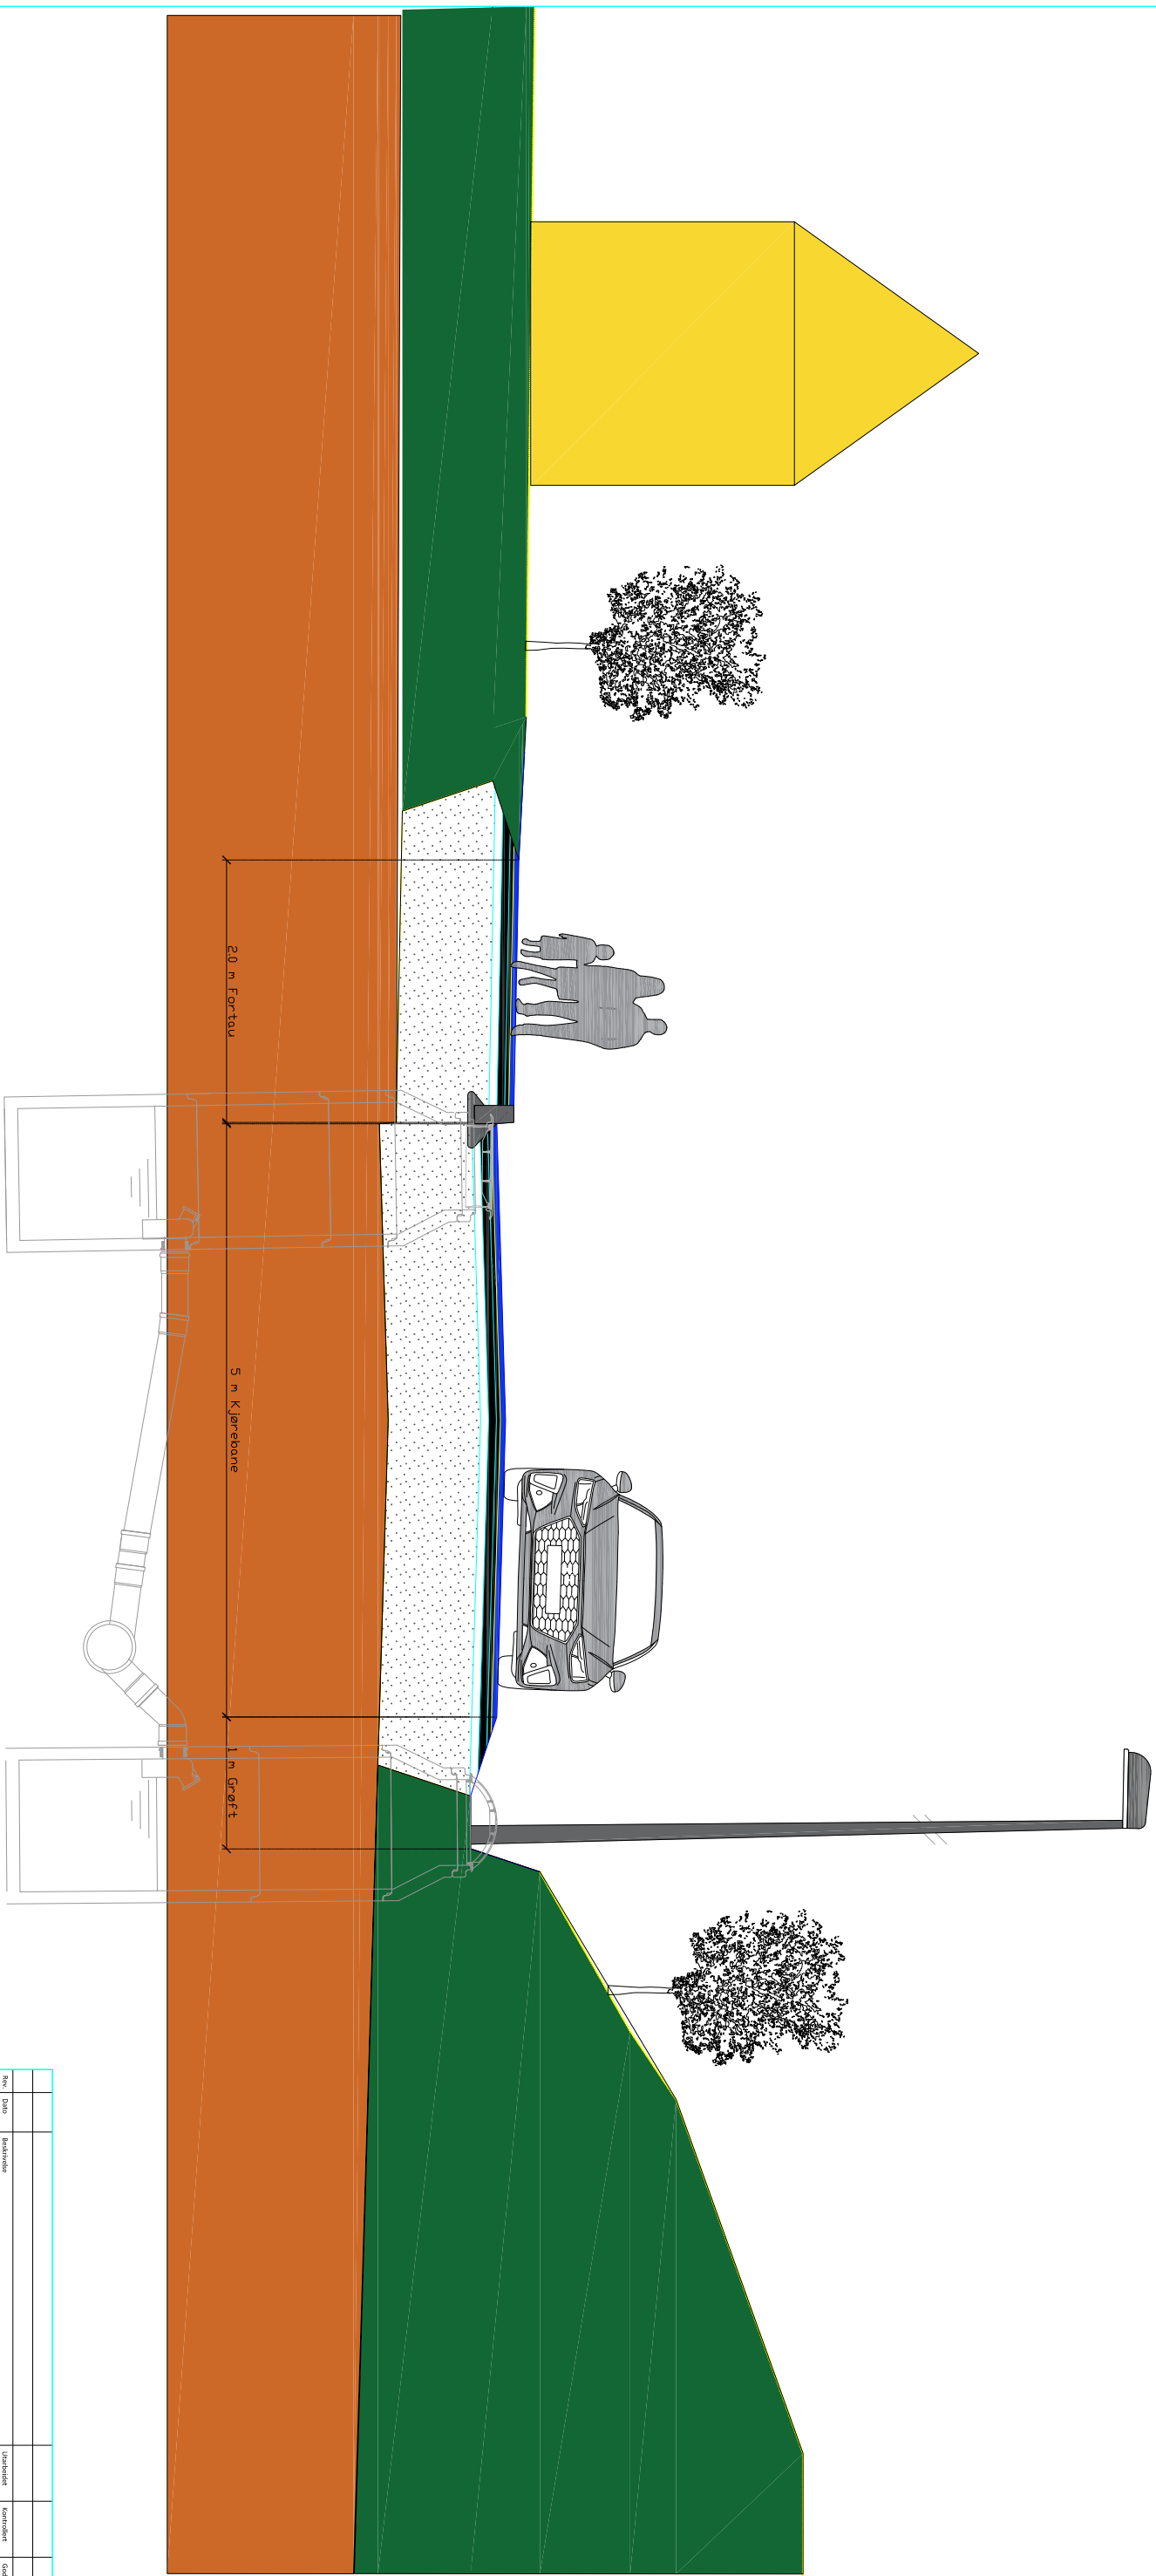 2.0 m Fortau
5 m Kjørebane
1 m Grøft
Rev. Dato Beskrivelse Utarbeidet Kontrollert